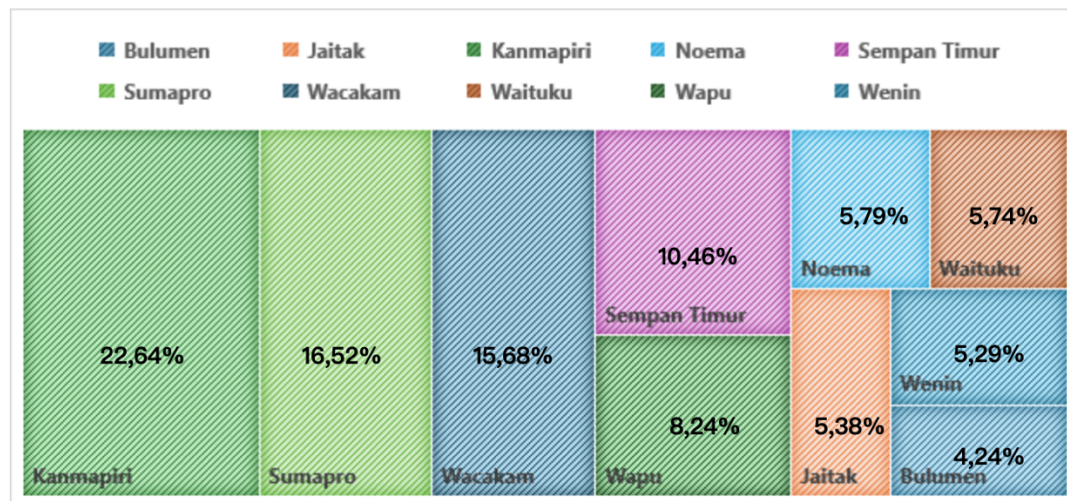 Bulumen Jaitak Kanmapiri Noema Sempan Timur
Sumapro Wacakam Waituku Wapu Wenin
22,64%
Kanmapiri
16,52%
Sumapro
15,68%
Wacakam
10,46%
Sempan Timur
8,24%
Wapu
5,79%
Noema
5,74%
Waituku
5,38%
Jaitak
5,29%
Wenin
4,24%
Bulumen